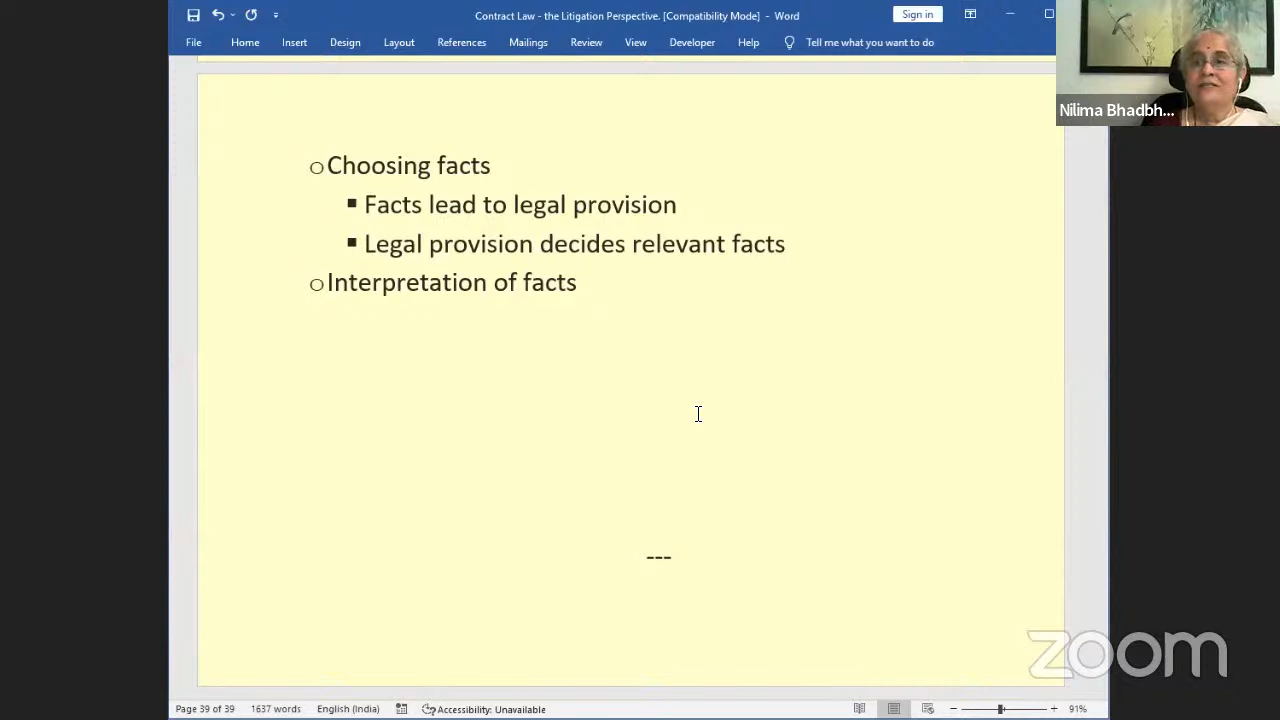 Contract Law - the Litigation Perspective. [Compatibility Mode] - Word
Sign in
File Home Insert Design Layout References Mailings Review View Developer Help Tell me what you want to do
Nilima Bhadbh...
o Choosing facts
▪ Facts lead to legal provision
▪ Legal provision decides relevant facts
o Interpretation of facts
---
zoom
Page 39 of 39 1637 words English (India) Accessibility: Unavailable 91%